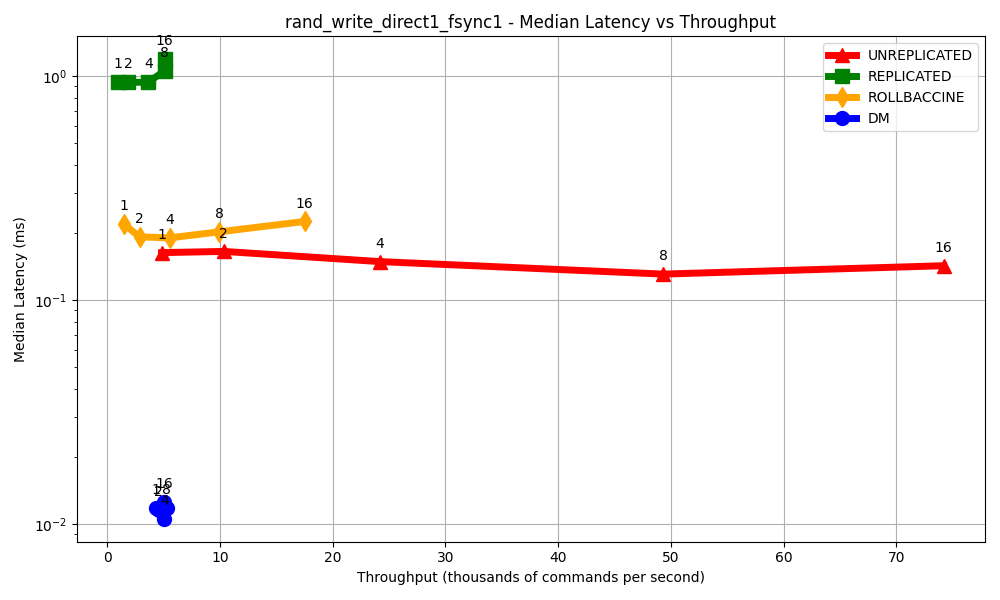 rand_write_direct1_fsync1 - Median Latency vs Throughput
UNREPLICATED
REPLICATED
ROLLBACCINE
DM
Median Latency (ms)
10⁰
10⁻¹
10⁻²
1 2 4 8 16
1 2 4 8 16
1 2 4 8 16
16
8
4
0 10 20 30 40 50 60 70
Throughput (thousands of commands per second)